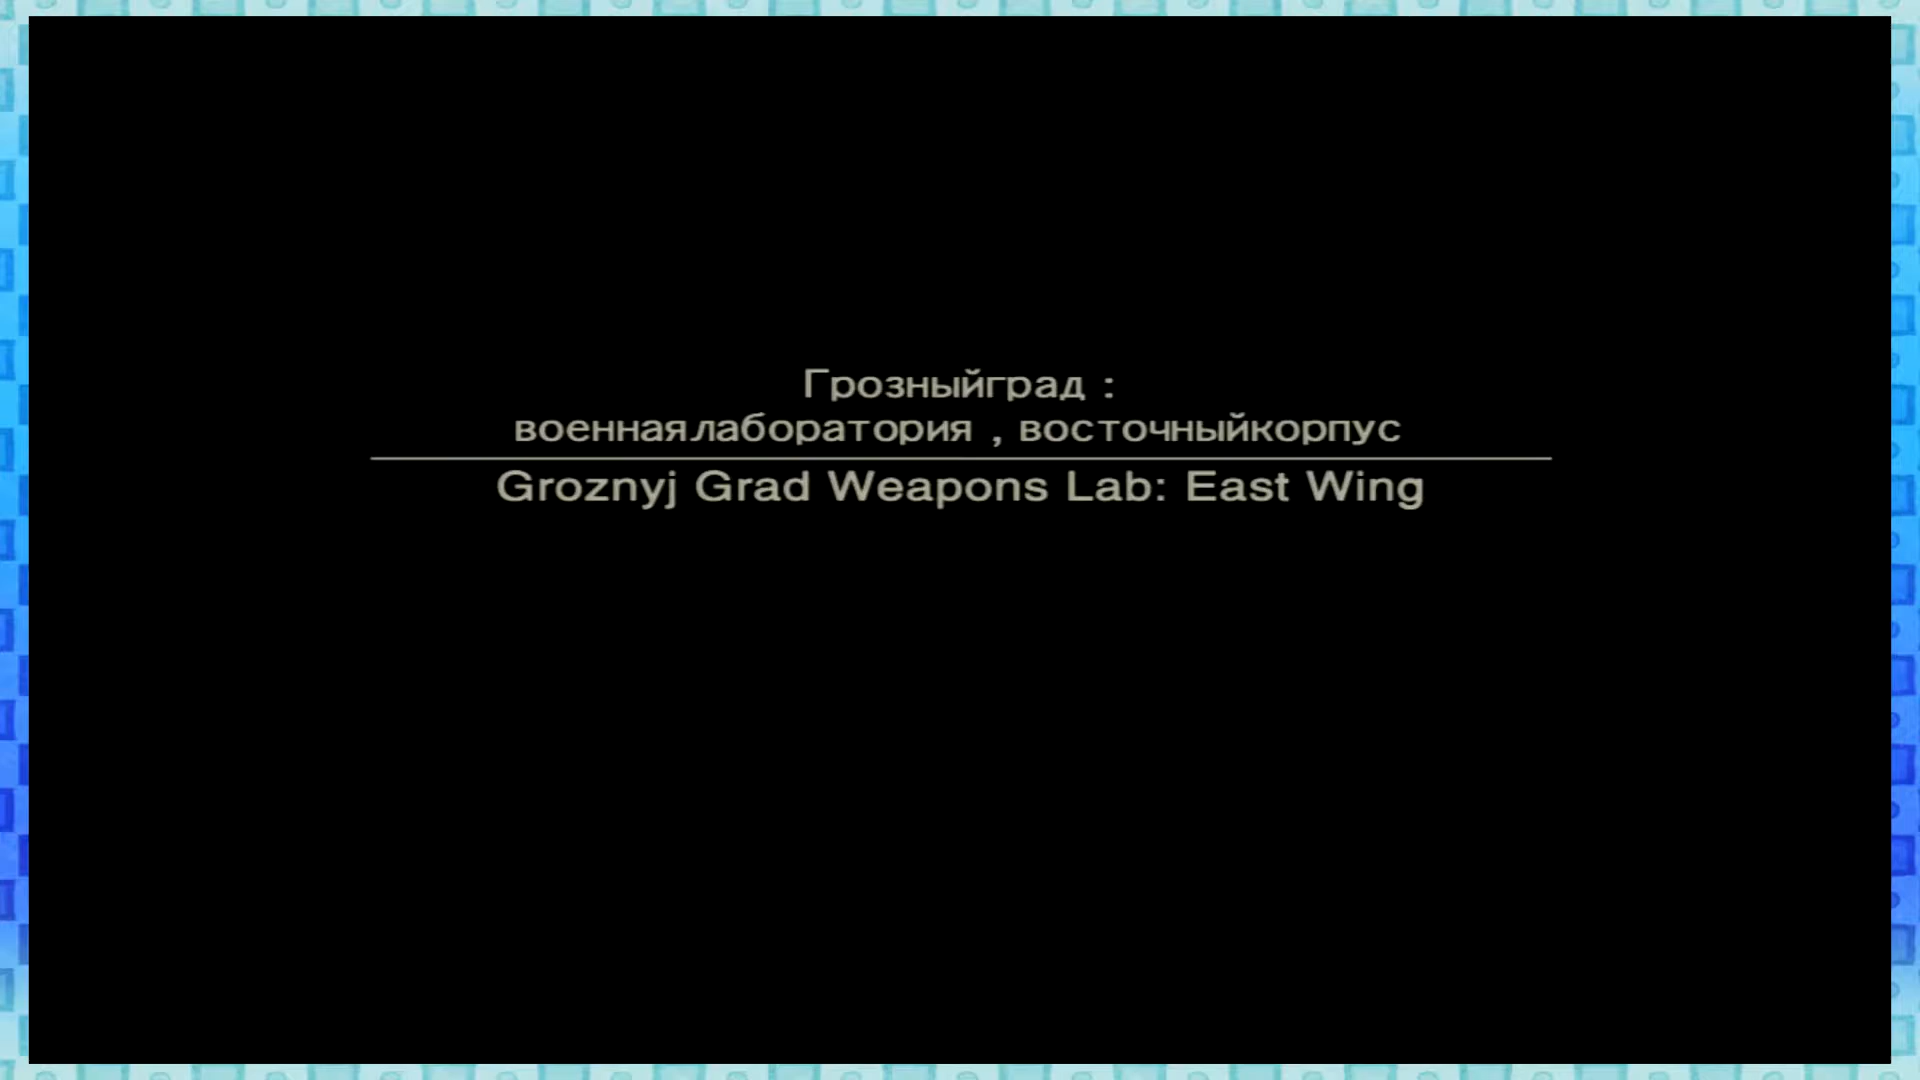 Грозныйград :
военнаялаборатория , восточныйкорпус
Groznyj Grad Weapons Lab: East Wing